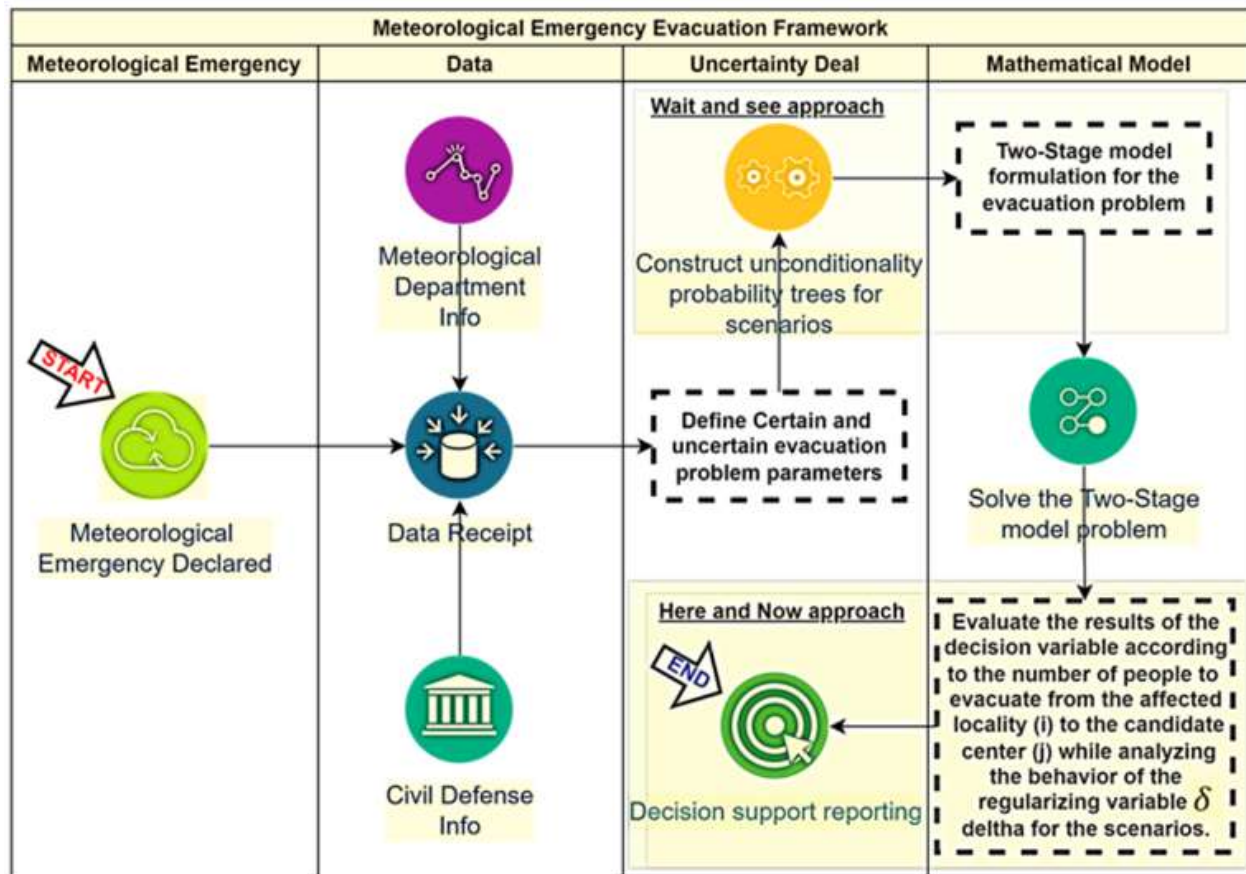 Meteorological Emergency Evacuation Framework
Meteorological Emergency
Data
Uncertainty Deal
Mathematical Model
START
Meteorological
Emergency Declared
Meteorological
Department
Info
Data Receipt
Civil Defense
Info
Wait and see approach
Construct unconditionality
probability trees for
scenarios
Define Certain and
uncertain evacuation
problem parameters
Here and Now approach
END
Decision support reporting
Two-Stage model
formulation for the
evacuation problem
Solve the Two-Stage
model problem
Evaluate the results of the
decision variable according
to the number of people to
evacuate from the affected
locality (i) to the candidate
center (j) while analyzing
the behavior of the
regularizing variable δ
deltha for the scenarios.